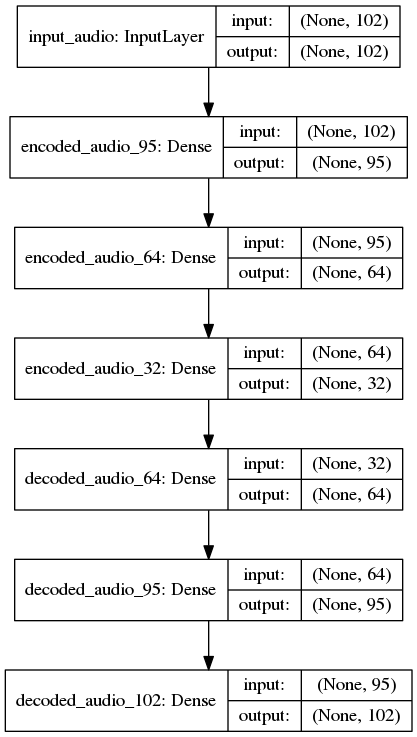 input_audio: InputLayer
input: (None, 102)
output: (None, 102)
encoded_audio_95: Dense
input: (None, 102)
output: (None, 95)
encoded_audio_64: Dense
input: (None, 95)
output: (None, 64)
encoded_audio_32: Dense
input: (None, 64)
output: (None, 32)
decoded_audio_64: Dense
input: (None, 32)
output: (None, 64)
decoded_audio_95: Dense
input: (None, 64)
output: (None, 95)
decoded_audio_102: Dense
input: (None, 95)
output: (None, 102)